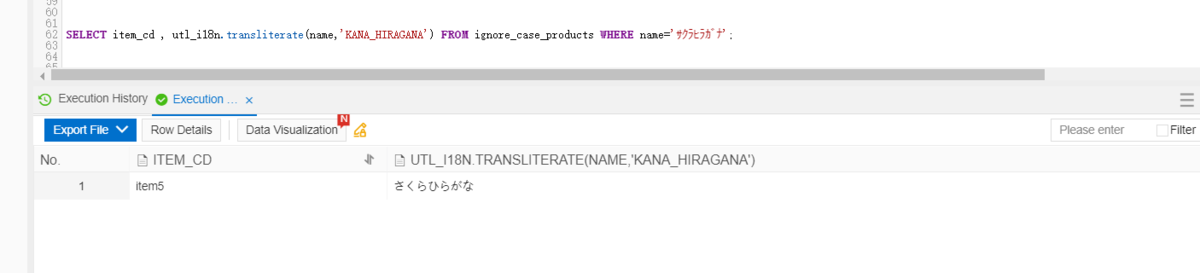 59
60
61
62 SELECT item_cd , utl_i18n.transliterate(name,'KANA_HIRAGANA') FROM ignore_case_products WHERE name='ｻｸﾗﾋﾗｶﾞﾅ';
63
64
65
Execution History Execution ... ×
Export File Row Details Data Visualization N Please enter Filter
No. ITEM_CD UTL_I18N.TRANSLITERATE(NAME,'KANA_HIRAGANA')
1 item5 さくらひらがな